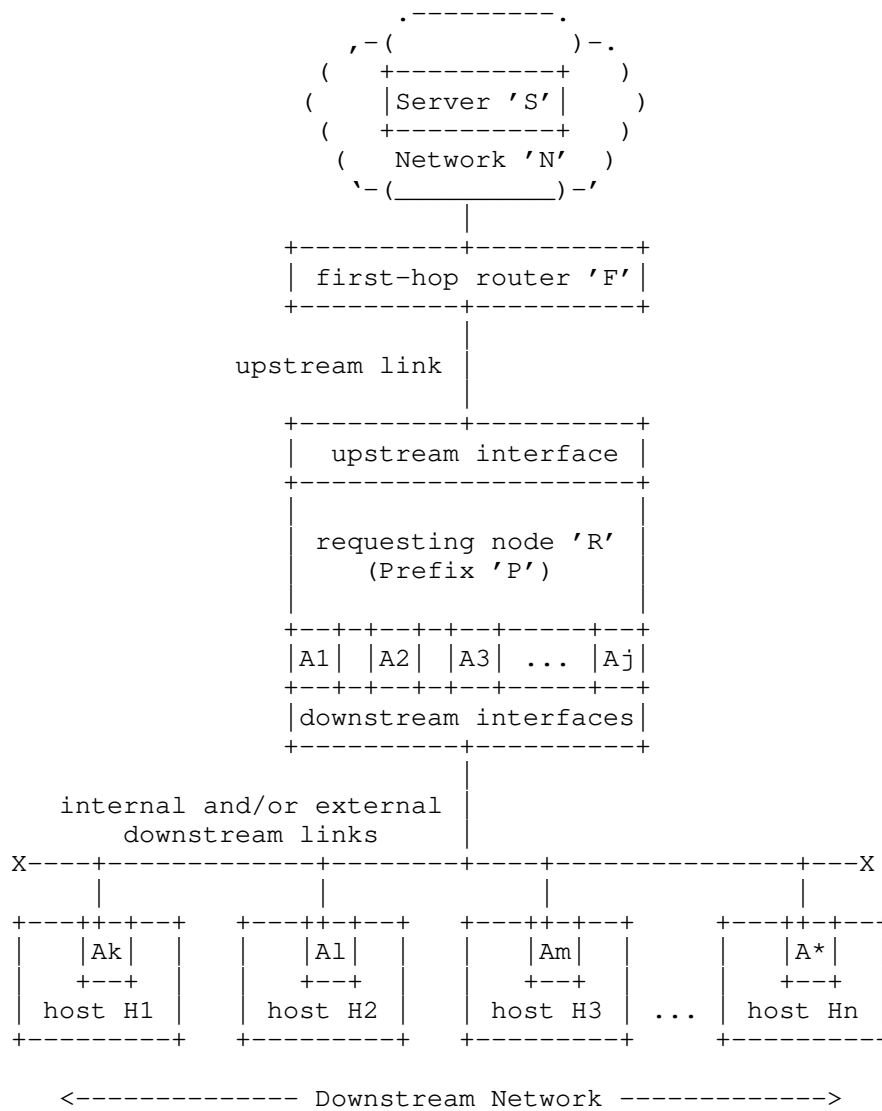 Server 'S'
Network 'N'
first-hop router 'F'
upstream link
upstream interface
requesting node 'R'
(Prefix 'P')
A1 A2 A3 ... Aj
downstream interfaces
internal and/or external
downstream links
X X
Ak Al Am A*
host H1 host H2 host H3 ... host Hn
<-------------- Downstream Network ------------->